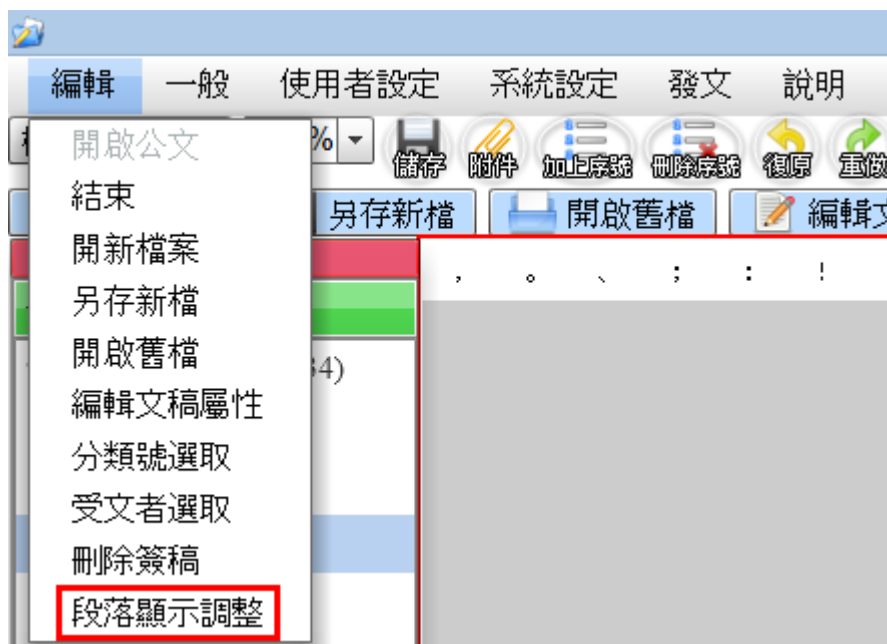 編輯 一般 使用者設定 系統設定 發文 說明
% 儲存 附件 加上序號 刪除序號 復原 重做
另存新檔 開啟舊檔 編輯
， 。 、 ； ： ！
34)
開啟公文
結束
開新檔案
另存新檔
開啟舊檔
編輯文稿屬性
分類號選取
受文者選取
刪除簽稿
段落顯示調整